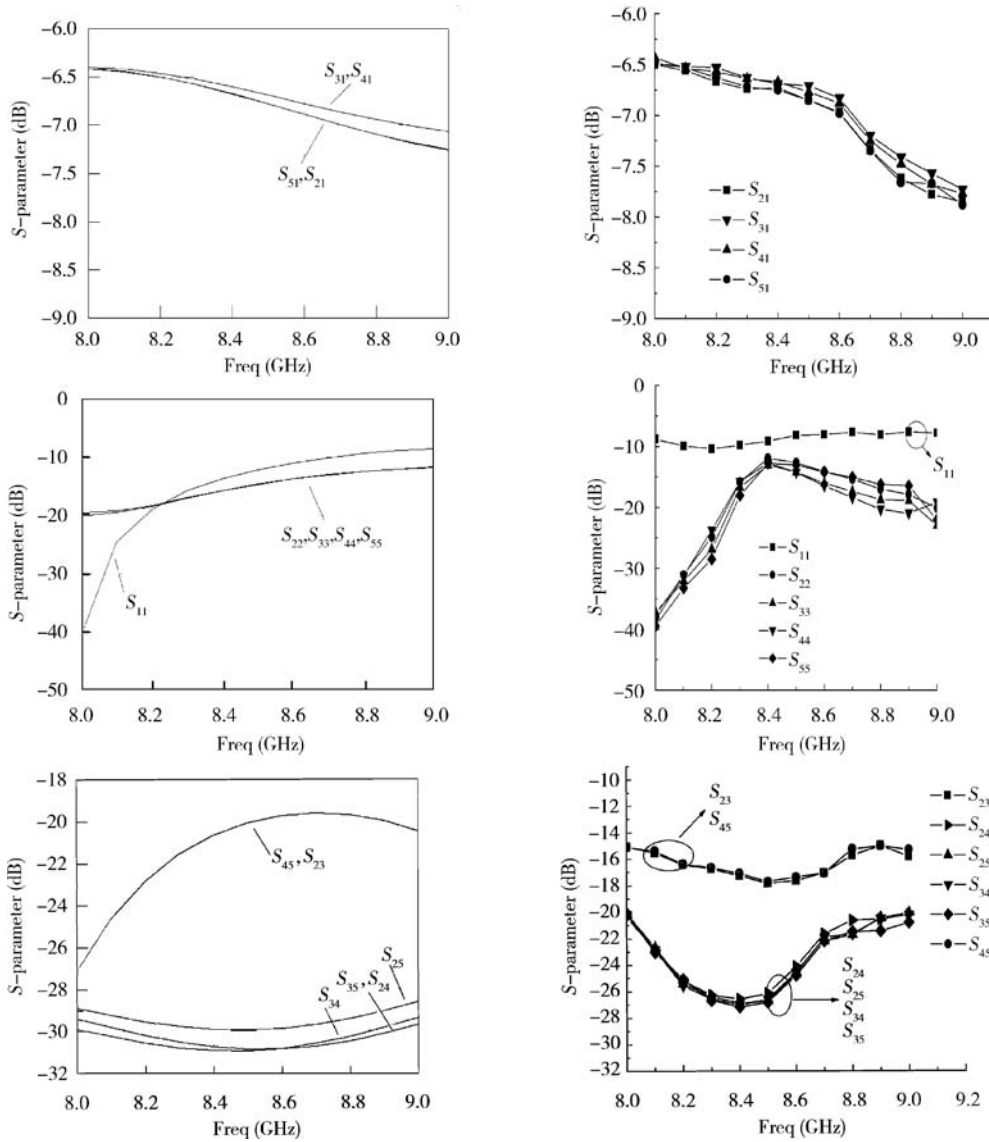 −6.0
−6.5
−7.0
−7.5
−8.0
−8.5
−9.0
S−parameter (dB)
S31,S41
S51,S21
8.0 8.2 8.4 8.6 8.8 9.0
Freq (GHz)
−6.0
−6.5
−7.0
−7.5
−8.0
−8.5
−9.0
S−parameter (dB)
S21
S31
S41
S51
8.0 8.2 8.4 8.6 8.8 9.0
Freq (GHz)
0
−10
−20
−30
−40
−50
S−parameter (dB)
S22,S33,S44,S55
S11
8.0 8.2 8.4 8.6 8.8 9.0
Freq (GHz)
0
−10
−20
−30
−40
−50
S−parameter (dB)
S11
S11
S22
S33
S44
S55
8.0 8.2 8.4 8.6 8.8 9.0
Freq (GHz)
−18
−20
−22
−24
−26
−28
−30
−32
S−parameter (dB)
S45,S23
S25
S35,S24
S34
8.0 8.2 8.4 8.6 8.8 9.0
Freq (GHz)
−10
−12
−14
−16
−18
−20
−22
−24
−26
−28
−30
−32
S−parameter (dB)
S23
S45
S23
S24
S25
S34
S35
S45
S24
S25
S34
S35
8.0 8.2 8.4 8.6 8.8 9.0 9.2
Freq (GHz)